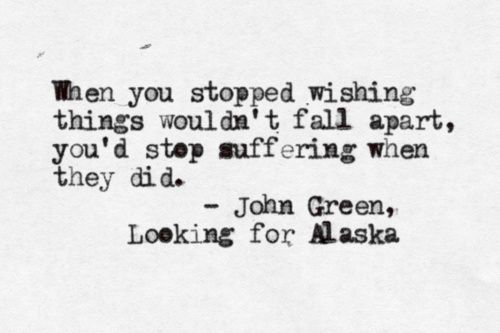 When you stopped wishing
things wouldn't fall apart,
you'd stop suffering when
they did.
- John Green,
Looking for Alaska